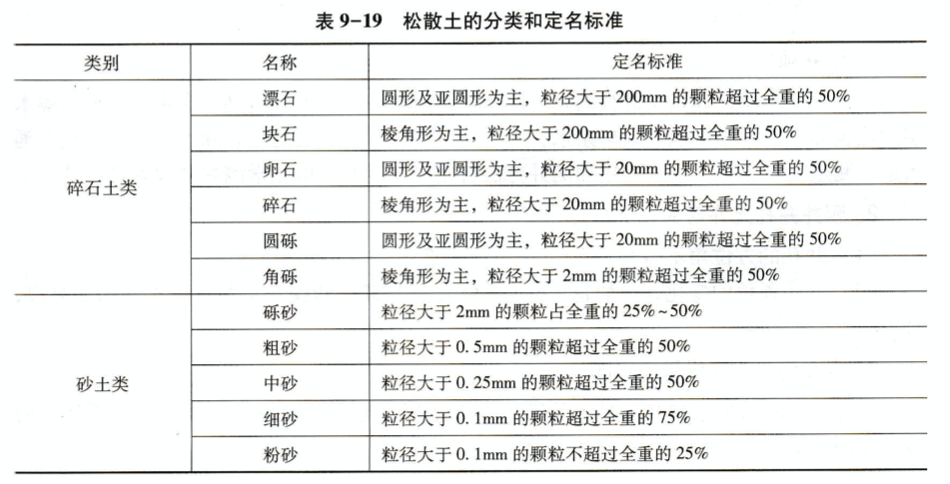 表 9-19 松散土的分类和定名标准
类别 名称 定名标准
碎石土类 漂石 圆形及亚圆形为主，粒径大于 200mm 的颗粒超过全重的 50%
块石 棱角形为主，粒径大于 200mm 的颗粒超过全重的 50%
卵石 圆形及亚圆形为主，粒径大于 20mm 的颗粒超过全重的 50%
碎石 棱角形为主，粒径大于 20mm 的颗粒超过全重的 50%
圆砾 圆形及亚圆形为主，粒径大于 20mm 的颗粒超过全重的 50%
角砾 棱角形为主，粒径大于 2mm 的颗粒超过全重的 50%
砂土类 砾砂 粒径大于 2mm 的颗粒占全重的 25%~50%
粗砂 粒径大于 0.5mm 的颗粒超过全重的 50%
中砂 粒径大于 0.25mm 的颗粒超过全重的 50%
细砂 粒径大于 0.1mm 的颗粒超过全重的 75%
粉砂 粒径大于 0.1mm 的颗粒不超过全重的 25%